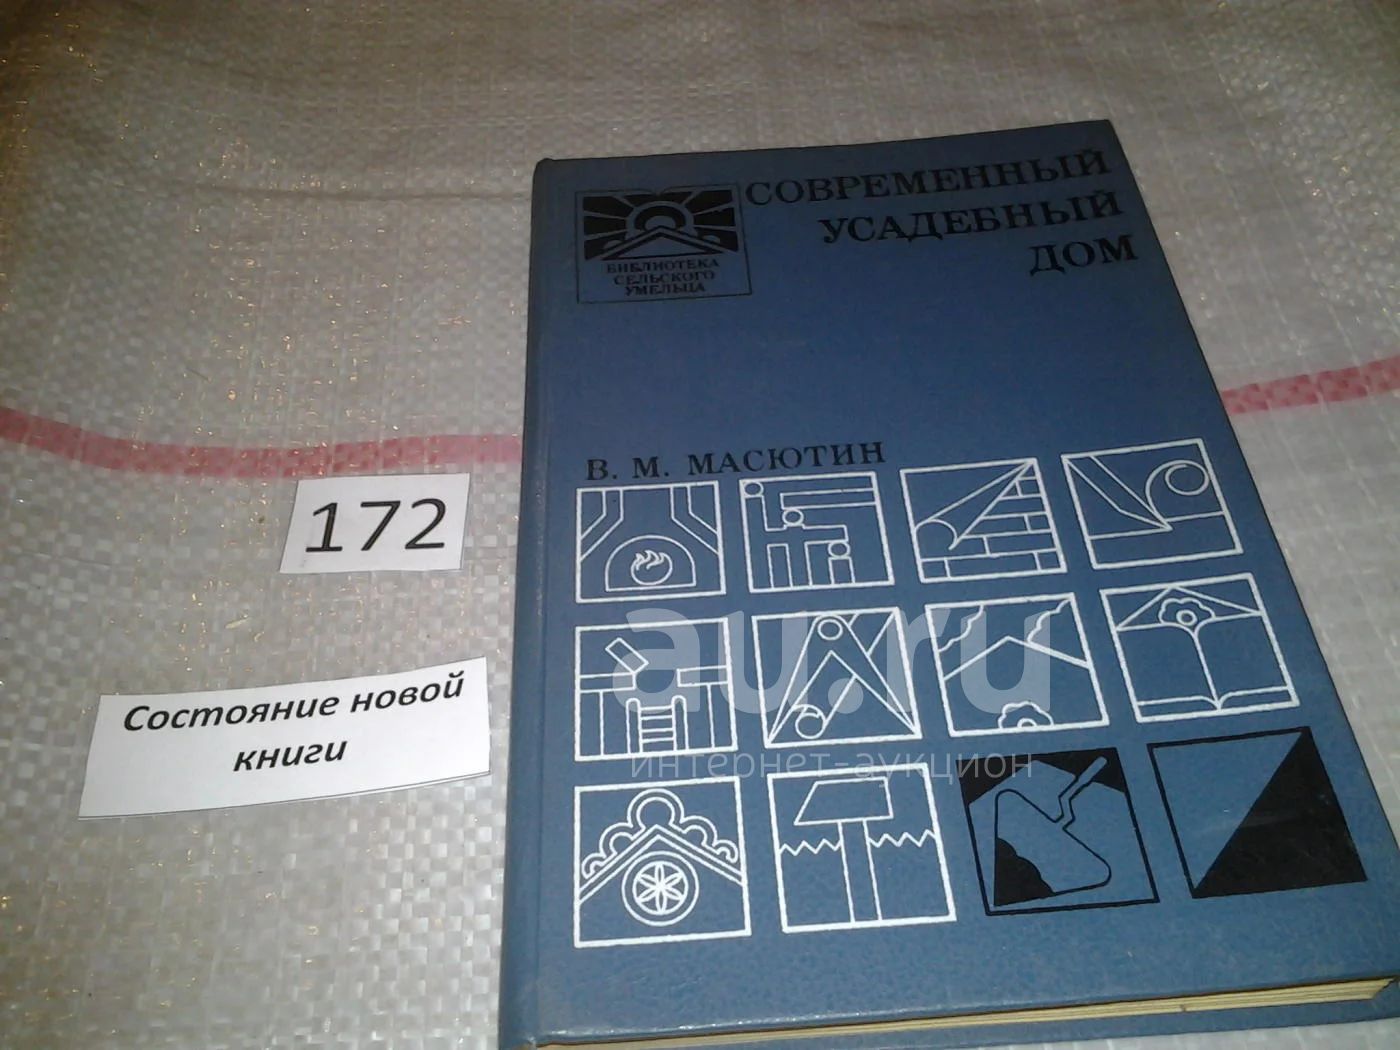 СОВРЕМЕННЫЙ
УСАДЕБНЫЙ
ДОМ
БИБЛИОТЕКА
СЕЛЬСКОГО
УМЕЛЬЦА
В. М. МАСЮТИН
172
Состояние новой
книги
au.ru
интернет-аукцион